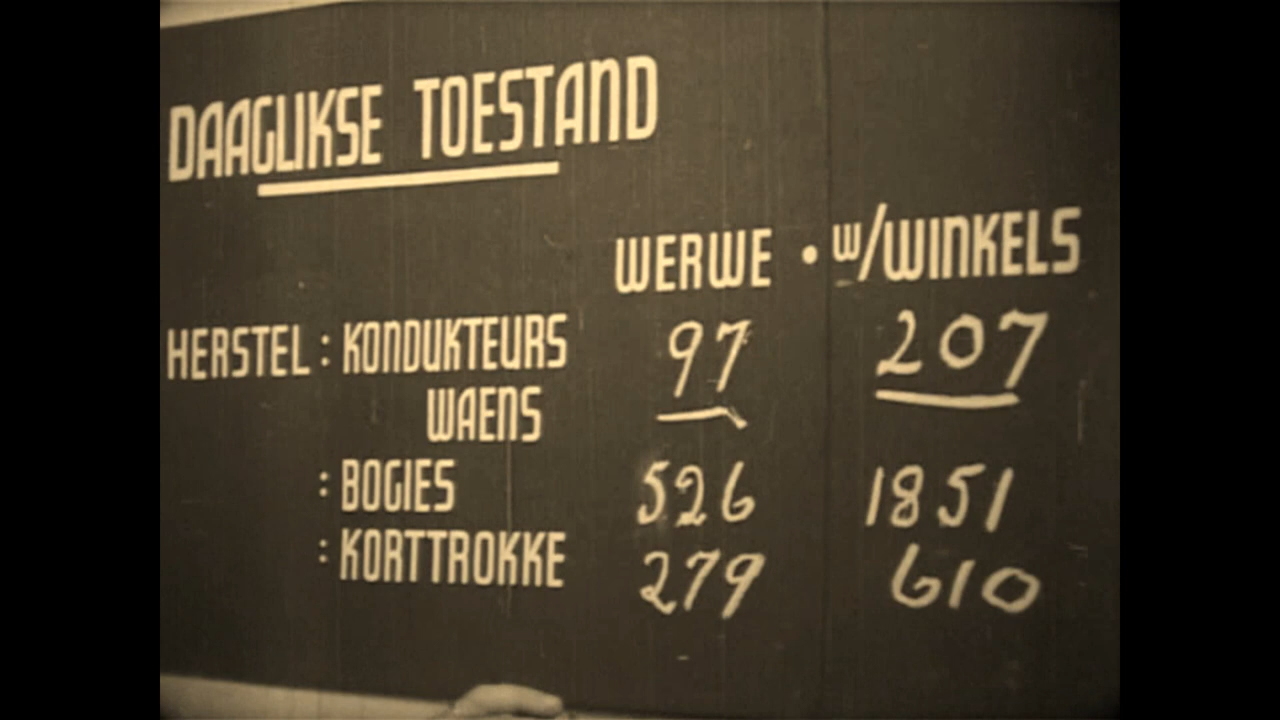 DAAGLIKSE TOESTAND
WERWE • W/WINKELS
HERSTEL : KONDUKTEURS 97 207
WAENS
: BOGIES 526 1851
: KORTTROKKE 279 610